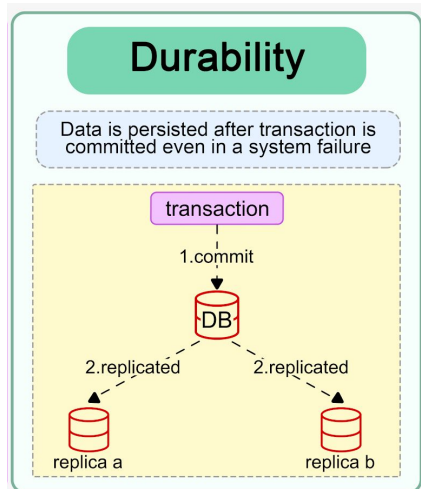 Durability
Data is persisted after transaction is
committed even in a system failure
transaction
1.commit
DB
2.replicated
2.replicated
replica a
replica b